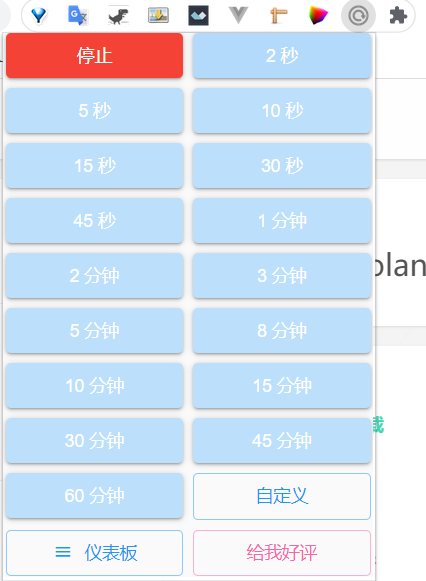 停止
2 秒
5 秒
10 秒
15 秒
30 秒
45 秒
1 分钟
2 分钟
3 分钟
5 分钟
8 分钟
10 分钟
15 分钟
30 分钟
45 分钟
60 分钟
自定义
仪表板
给我好评
plan